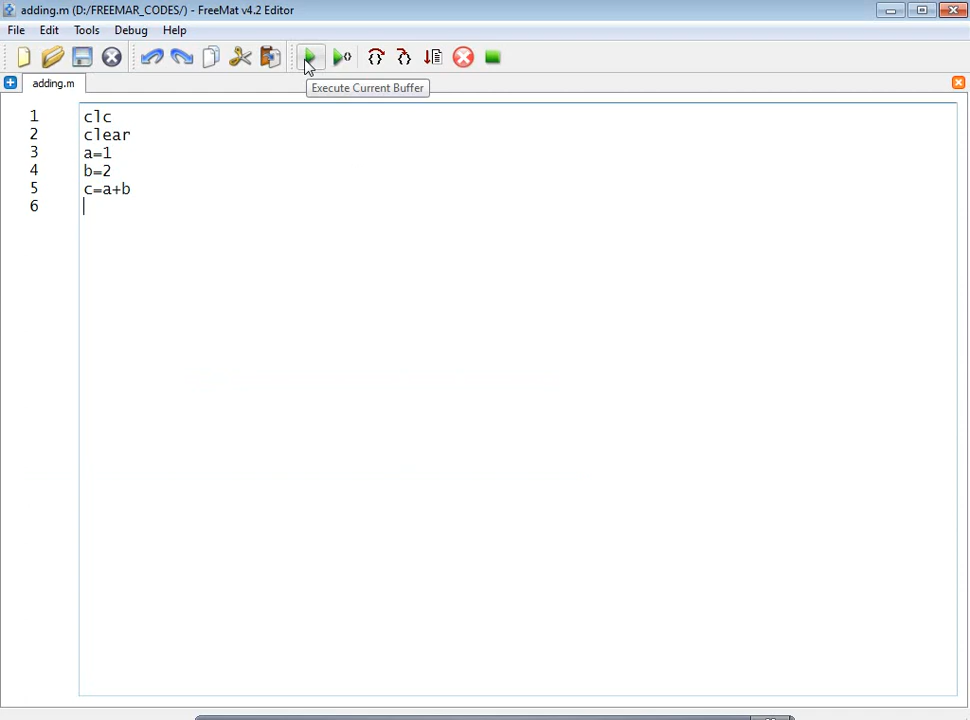 adding.m (D:/FREEMAR_CODES/) - FreeMat v4.2 Editor
File Edit Tools Debug Help
Execute Current Buffer
adding.m
1 clc
2 clear
3 a=1
4 b=2
5 c=a+b
6